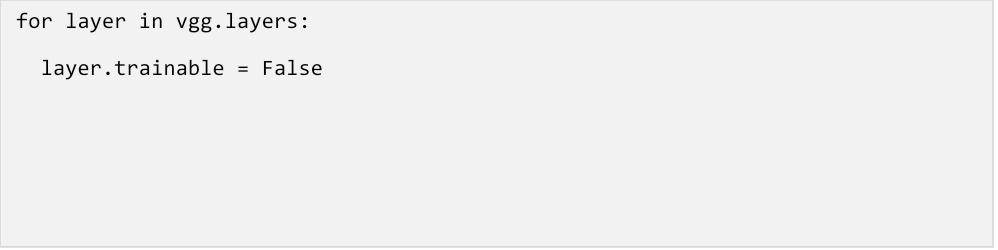 for layer in vgg.layers:
  layer.trainable = False